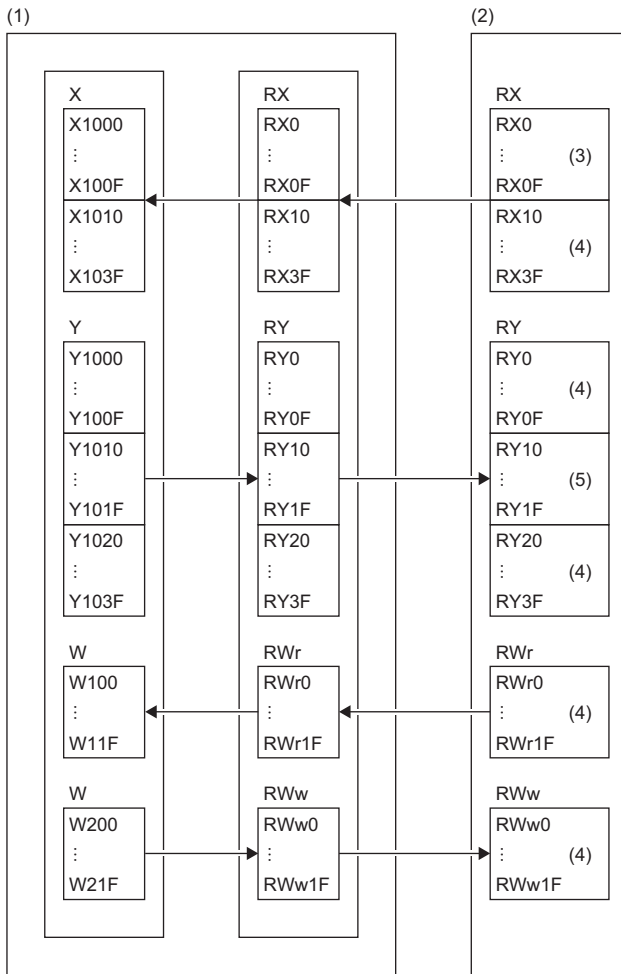 (1) (2)
X RX RX
X1000 RX0 RX0
⋮ ⋮ ⋮ (3)
X100F RX0F RX0F
X1010 RX10 RX10
⋮ ⋮ ⋮ (4)
X103F RX3F RX3F
Y RY RY
Y1000 RY0 RY0
⋮ ⋮ ⋮ (4)
Y100F RY0F RY0F
Y1010 RY10 RY10
⋮ ⋮ ⋮ (5)
Y101F RY1F RY1F
Y1020 RY20 RY20
⋮ ⋮ ⋮ (4)
Y103F RY3F RY3F
W RWr RWr
W100 RWr0 RWr0
⋮ ⋮ ⋮ (4)
W11F RWr1F RWr1F
W RWw RWw
W200 RWw0 RWw0
⋮ ⋮ ⋮ (4)
W21F RWw1F RWw1F